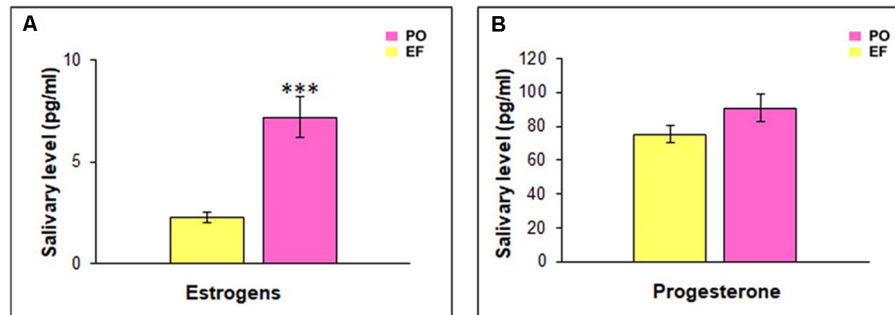 A
PO
EF
Salivary level (pg/ml)
10
5
0
***
Estrogens
B
PO
EF
Salivary level (pg/ml)
120
100
80
60
40
20
0
Progesterone